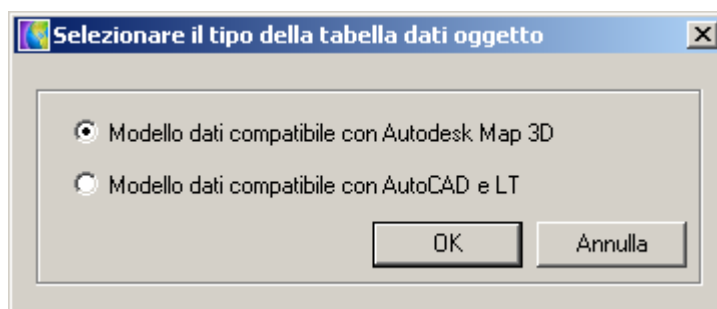 Selezionare il tipo della tabella dati oggetto
Modello dati compatibile con Autodesk Map 3D
Modello dati compatibile con AutoCAD e LT
OK Annulla